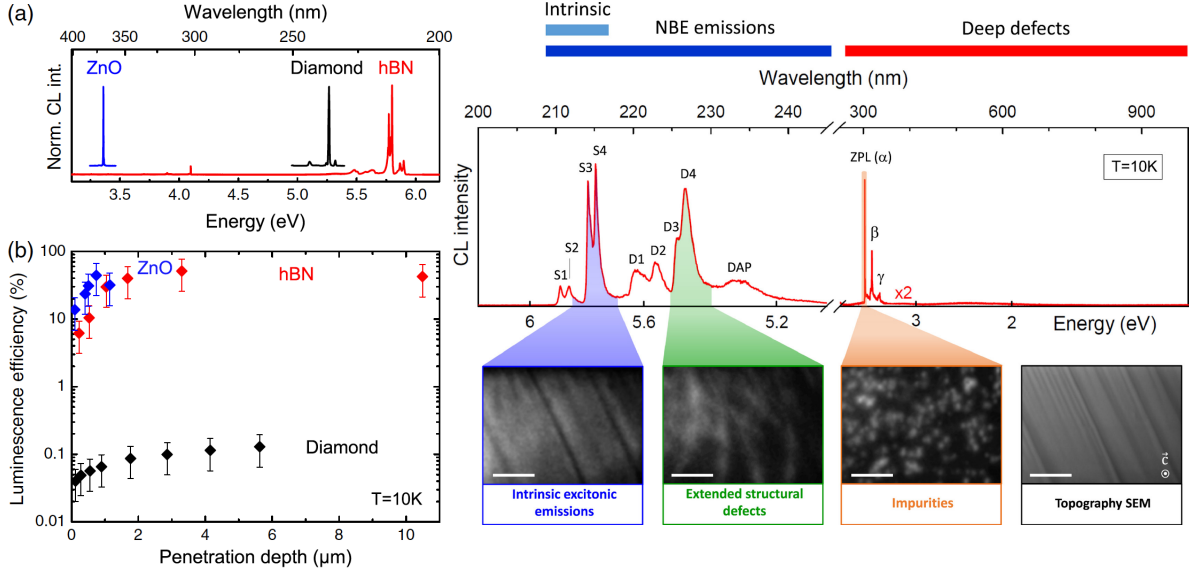 (a)
Wavelength (nm)
400 350 300 250 200
ZnO
Diamond
hBN
Norm. CL int.
3.5 4.0 4.5 5.0 5.5 6.0
Energy (eV)
(b)
100
10
1
0.1
0.01
Luminescence efficiency (%)
ZnO
hBN
Diamond
T=10K
0 2 4 6 8 10
Penetration depth (µm)
Intrinsic
NBE emissions
Deep defects
Wavelength (nm)
200 210 220 230 240 300 600 900
CL intensity
S1
S2
S3
S4
D1
D2
D3
D4
DAP
ZPL (α)
β
γ
x2
T=10K
6 5.6 5.2 3 2
Energy (eV)
Intrinsic excitonic
emissions
Extended structural
defects
Impurities
c
Topography SEM